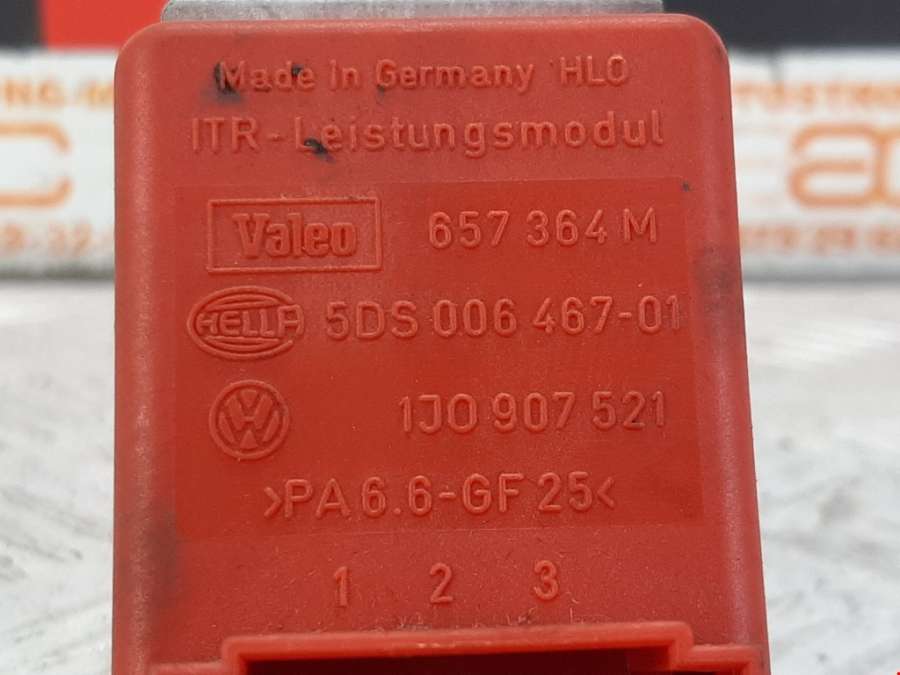 Made in Germany HLO
ITR-Leistungsmodul
Valeo 657 364 M
HELLA 5DS 006 467-01
VW 1J0 907 521
>PA 6.6-GF 25<
1 2 3